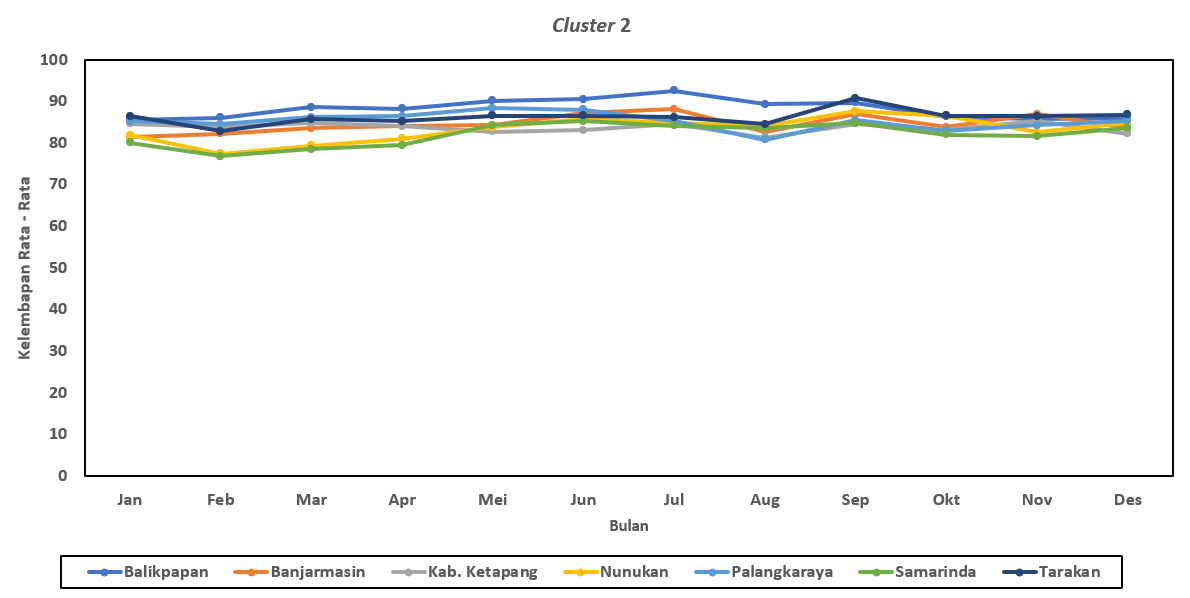 Cluster 2
100
90
80
70
60
50
40
30
20
10
0
Kelembapan Rata - Rata
Jan Feb Mar Apr Mei Jun Jul Aug Sep Okt Nov Des
Bulan
Balikpapan Banjarmasin Kab. Ketapang Nunukan Palangkaraya Samarinda Tarakan